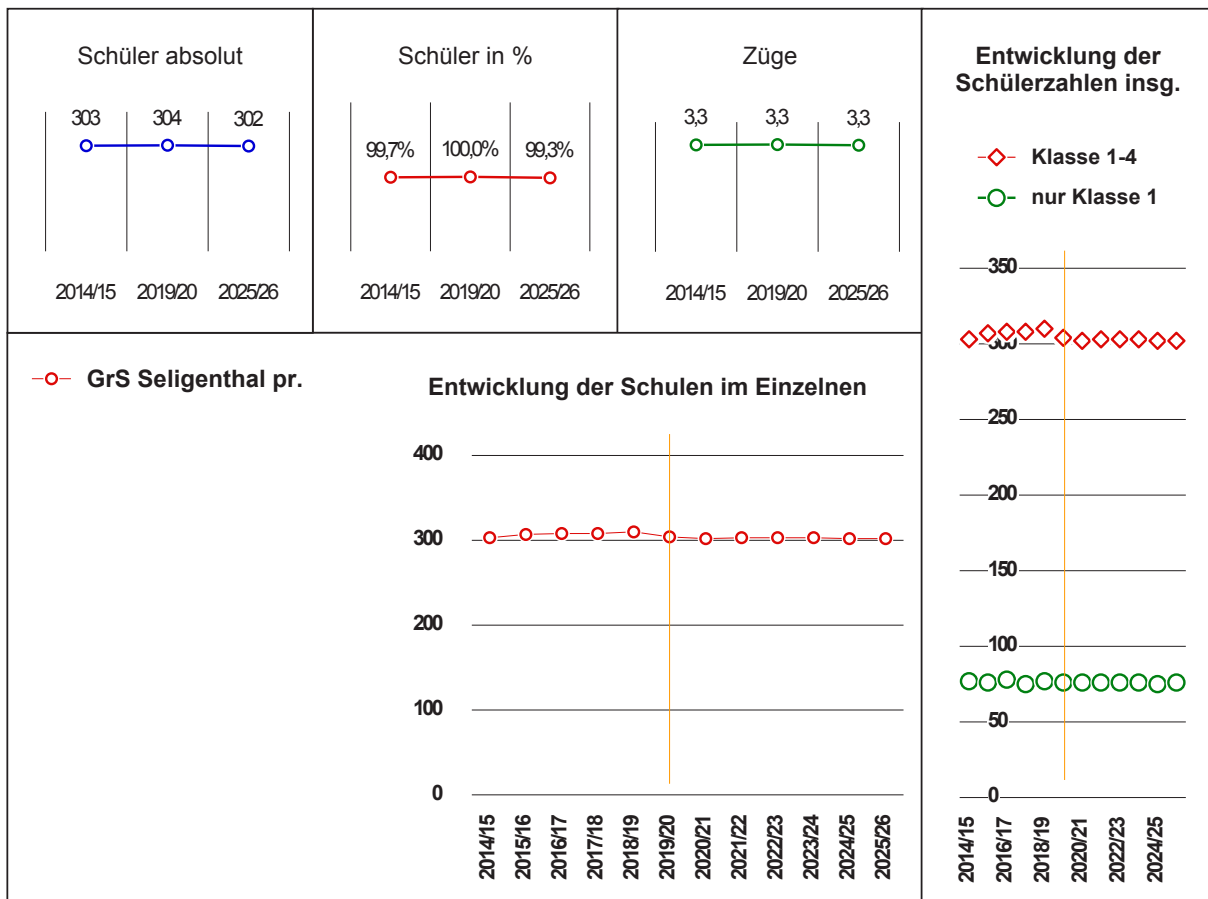 Schüler absolut
303 304 302
2014/15 2019/20 2025/26
Schüler in %
99,7% 100,0% 99,3%
2014/15 2019/20 2025/26
Züge
3,3 3,3 3,3
2014/15 2019/20 2025/26
Entwicklung der
Schülerzahlen insg.
Klasse 1-4
nur Klasse 1
350
300
250
200
150
100
50
0
2014/15
2016/17
2018/19
2020/21
2022/23
2024/25
GrS Seligenthal pr.
Entwicklung der Schulen im Einzelnen
400
300
200
100
0
2014/15
2015/16
2016/17
2017/18
2018/19
2019/20
2020/21
2021/22
2022/23
2023/24
2024/25
2025/26